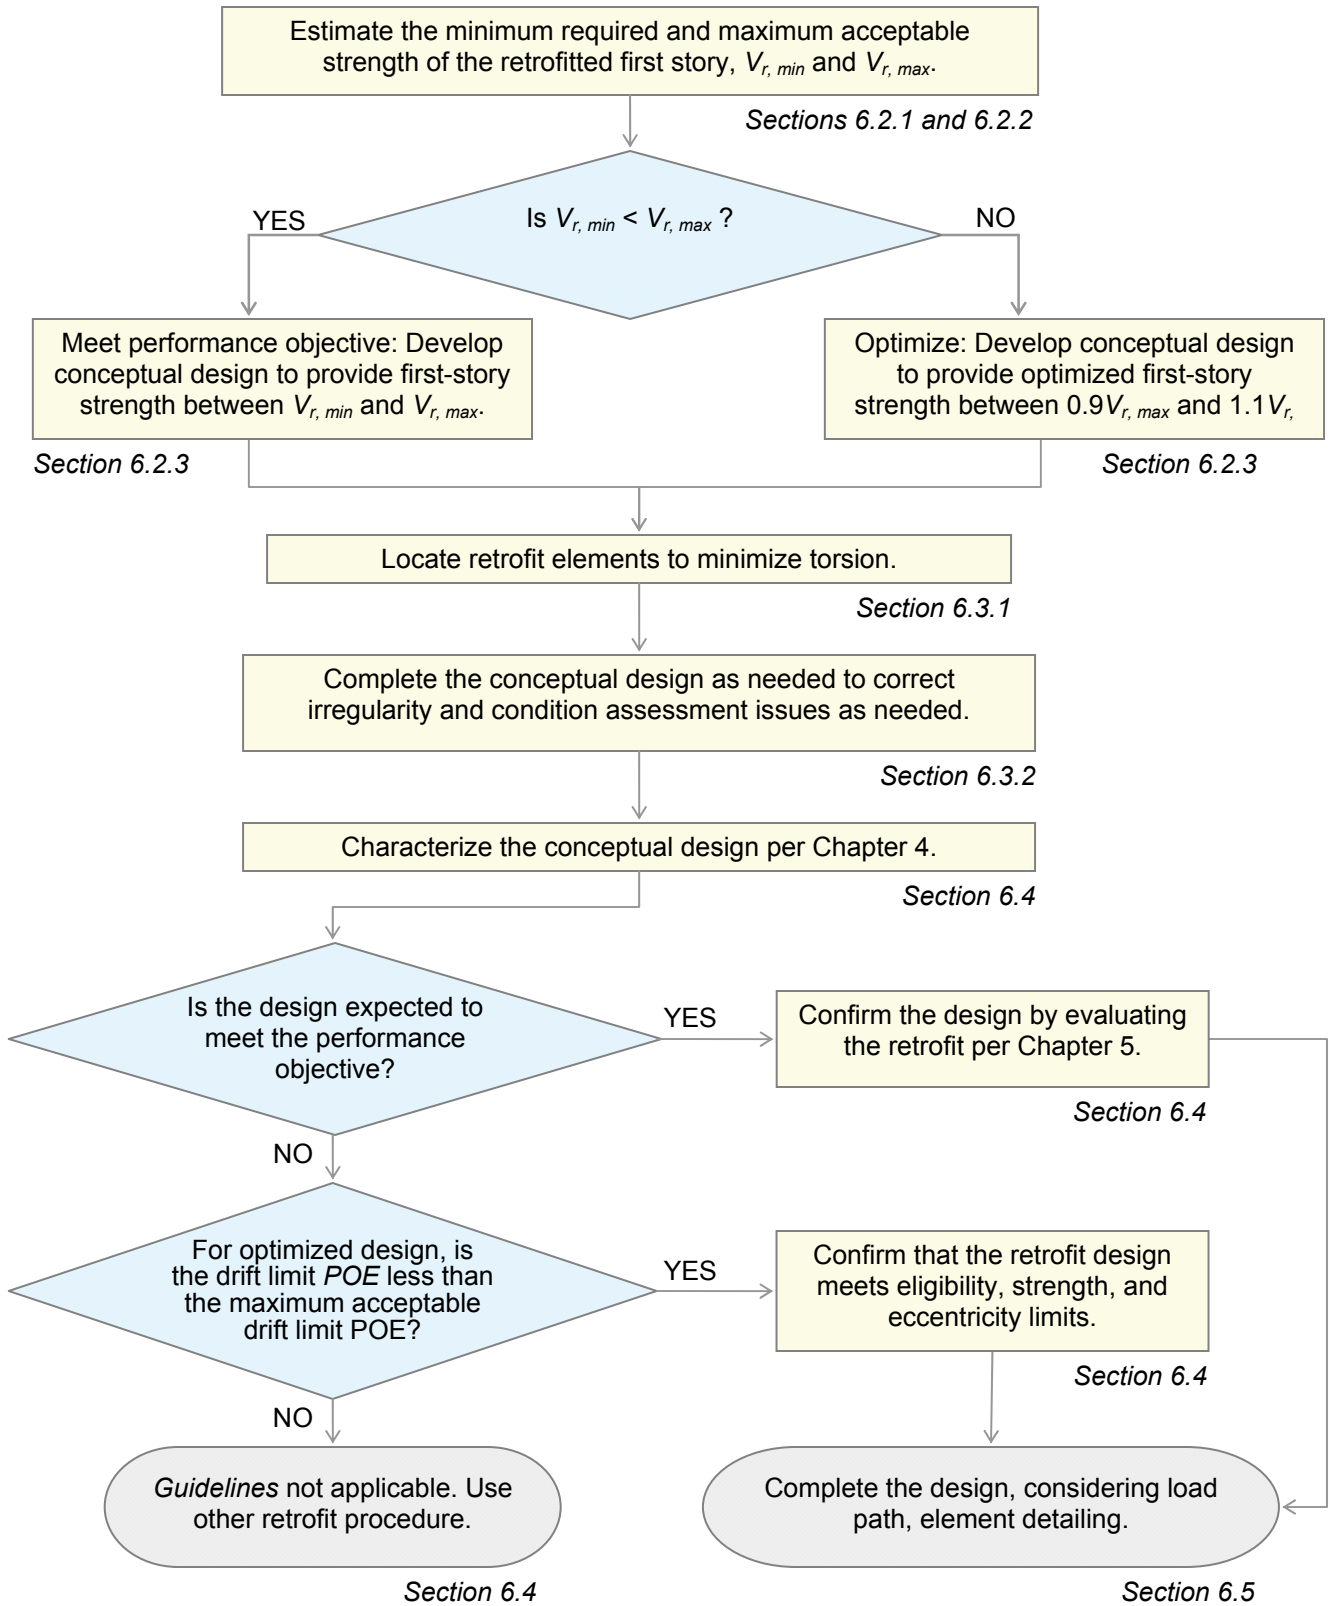 Estimate the minimum required and maximum acceptable
strength of the retrofitted first story, Vr, min and Vr, max.
Sections 6.2.1 and 6.2.2
Is Vr, min < Vr, max ?
YES
NO
Meet performance objective: Develop
conceptual design to provide first-story
strength between Vr, min and Vr, max.
Section 6.2.3
Optimize: Develop conceptual design
to provide optimized first-story
strength between 0.9Vr, max and 1.1Vr,
Section 6.2.3
Locate retrofit elements to minimize torsion.
Section 6.3.1
Complete the conceptual design as needed to correct
irregularity and condition assessment issues as needed.
Section 6.3.2
Characterize the conceptual design per Chapter 4.
Section 6.4
Is the design expected to
meet the performance
objective?
YES
Confirm the design by evaluating
the retrofit per Chapter 5.
Section 6.4
NO
For optimized design, is
the drift limit POE less than
the maximum acceptable
drift limit POE?
YES
Confirm that the retrofit design
meets eligibility, strength, and
eccentricity limits.
Section 6.4
NO
Guidelines not applicable. Use
other retrofit procedure.
Section 6.4
Complete the design, considering load
path, element detailing.
Section 6.5